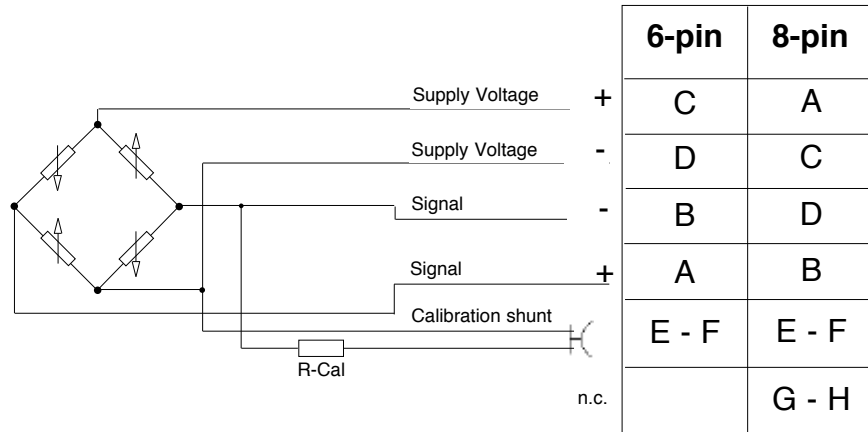 6-pin 8-pin
Supply Voltage + C A
Supply Voltage - D C
Signal - B D
Signal + A B
Calibration shunt E - F E - F
R-Cal
n.c. G - H